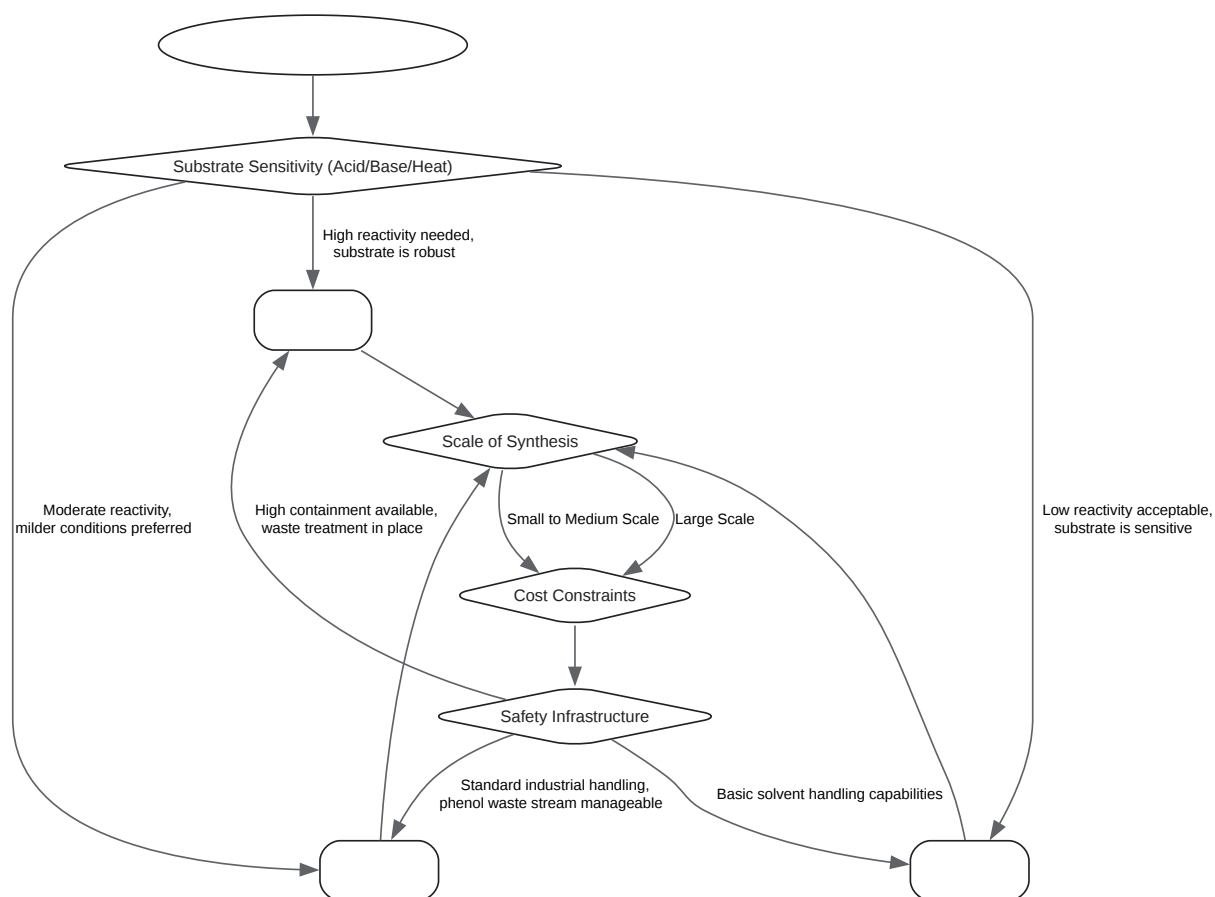 Substrate Sensitivity (Acid/Base/Heat)
High reactivity needed,
substrate is robust
Scale of Synthesis
Moderate reactivity,
milder conditions preferred
High containment available,
waste treatment in place
Small to Medium Scale
Large Scale
Low reactivity acceptable,
substrate is sensitive
Cost Constraints
Safety Infrastructure
Standard industrial handling,
phenol waste stream manageable
Basic solvent handling capabilities